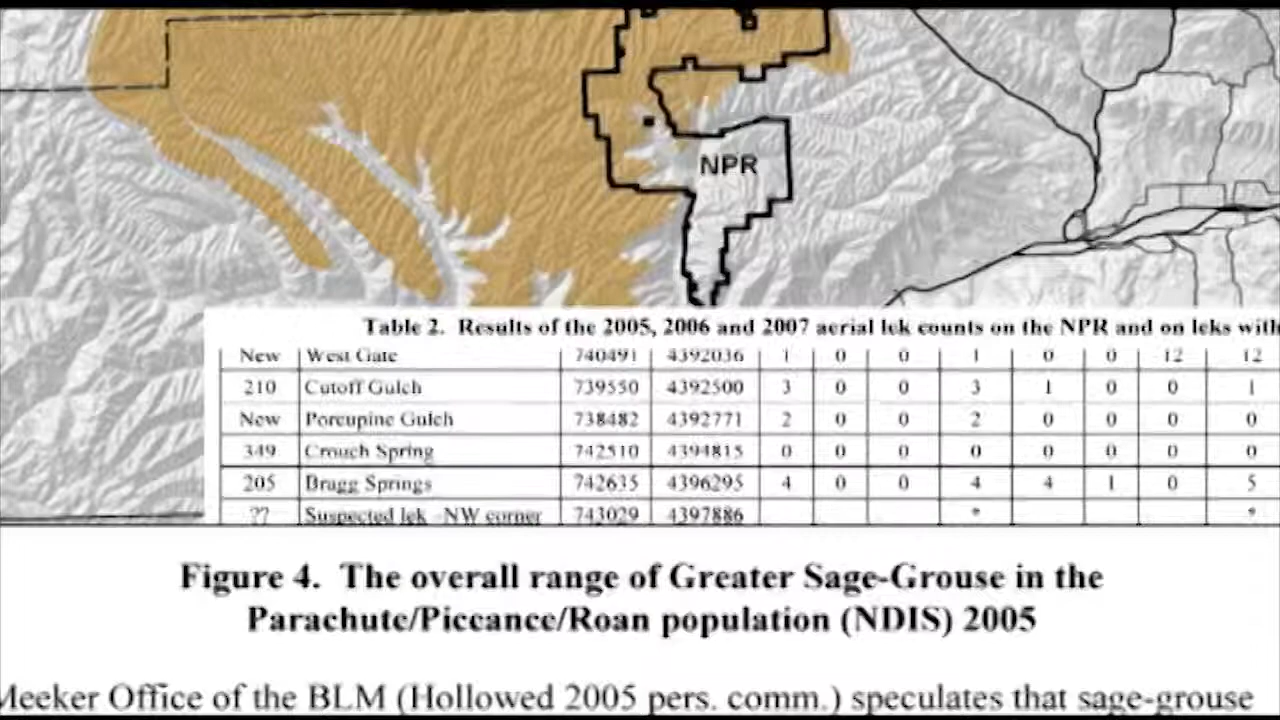 NPR
Table 2. Results of the 2005, 2006 and 2007 aerial lek counts on the NPR and on leks with
New West Gate 740491 4392036 1 0 0 1 0 0 12 12
210 Cutoff Gulch 739550 4392500 3 0 0 3 1 0 0 1
New Porcupine Gulch 738482 4392771 2 0 0 2 0 0 0 0
349 Crouch Spring 742510 4394815 0 0 0 0 0 0 0 0
205 Bragg Springs 742635 4396295 4 0 0 4 4 1 0 5
?? Suspected lek -NW corner 743029 4397886 * *
Figure 4. The overall range of Greater Sage-Grouse in the
Parachute/Piceance/Roan population (NDIS) 2005
Meeker Office of the BLM (Hollowed 2005 pers. comm.) speculates that sage-grouse